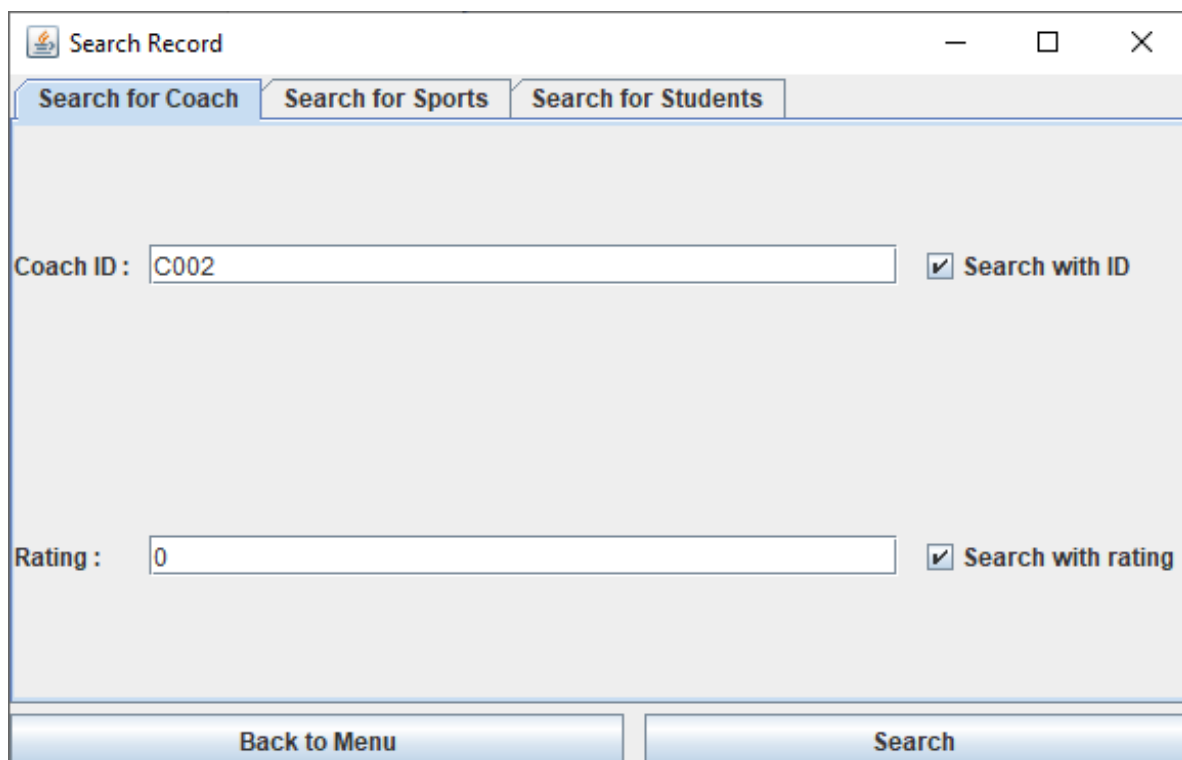 Search Record
Search for Coach Search for Sports Search for Students
Coach ID : C002 Search with ID
Rating : 0 Search with rating
Back to Menu Search